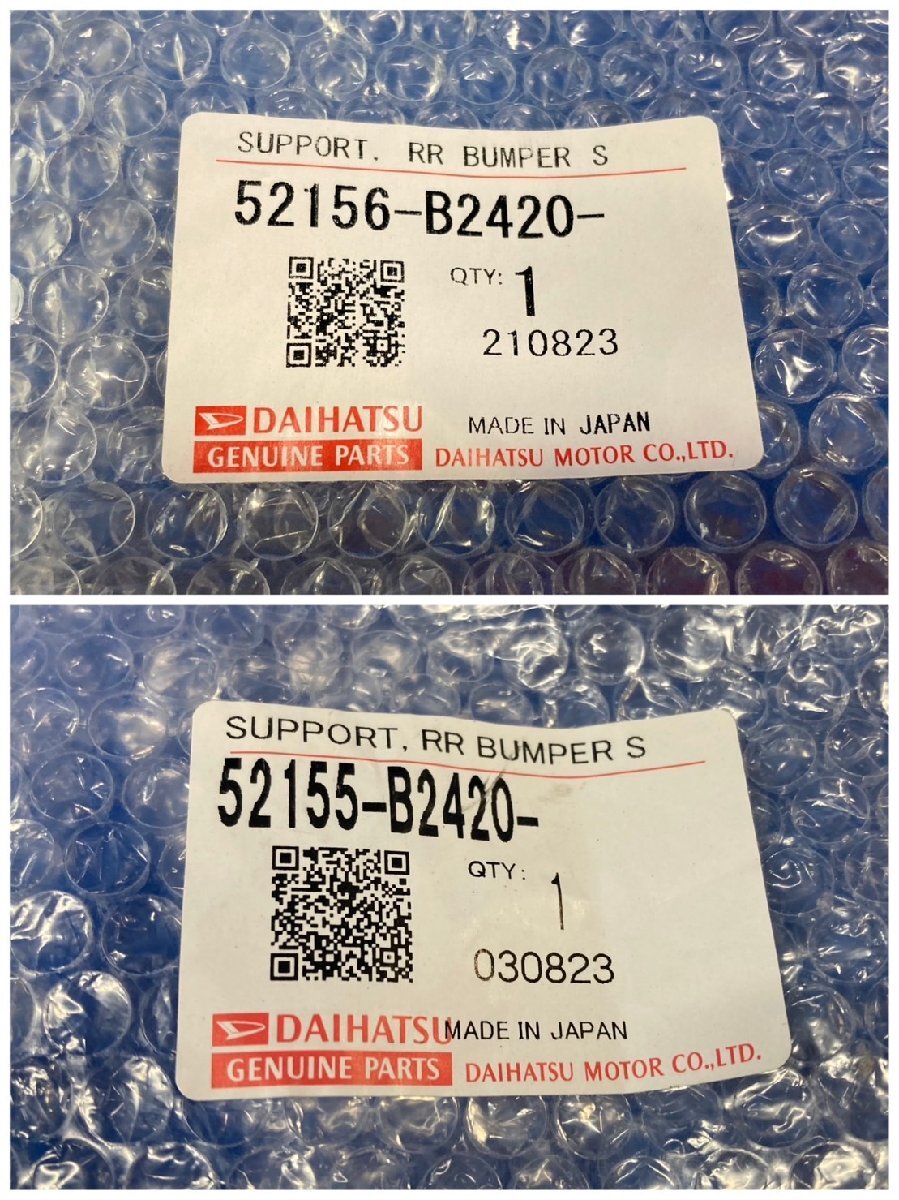 SUPPORT, RR BUMPER S
52156-B2420-
QTY: 1
210823
DAIHATSU MADE IN JAPAN
GENUINE PARTS DAIHATSU MOTOR CO.,LTD.
SUPPORT, RR BUMPER S
52155-B2420-
QTY: 1
030823
DAIHATSU MADE IN JAPAN
GENUINE PARTS DAIHATSU MOTOR CO.,LTD.